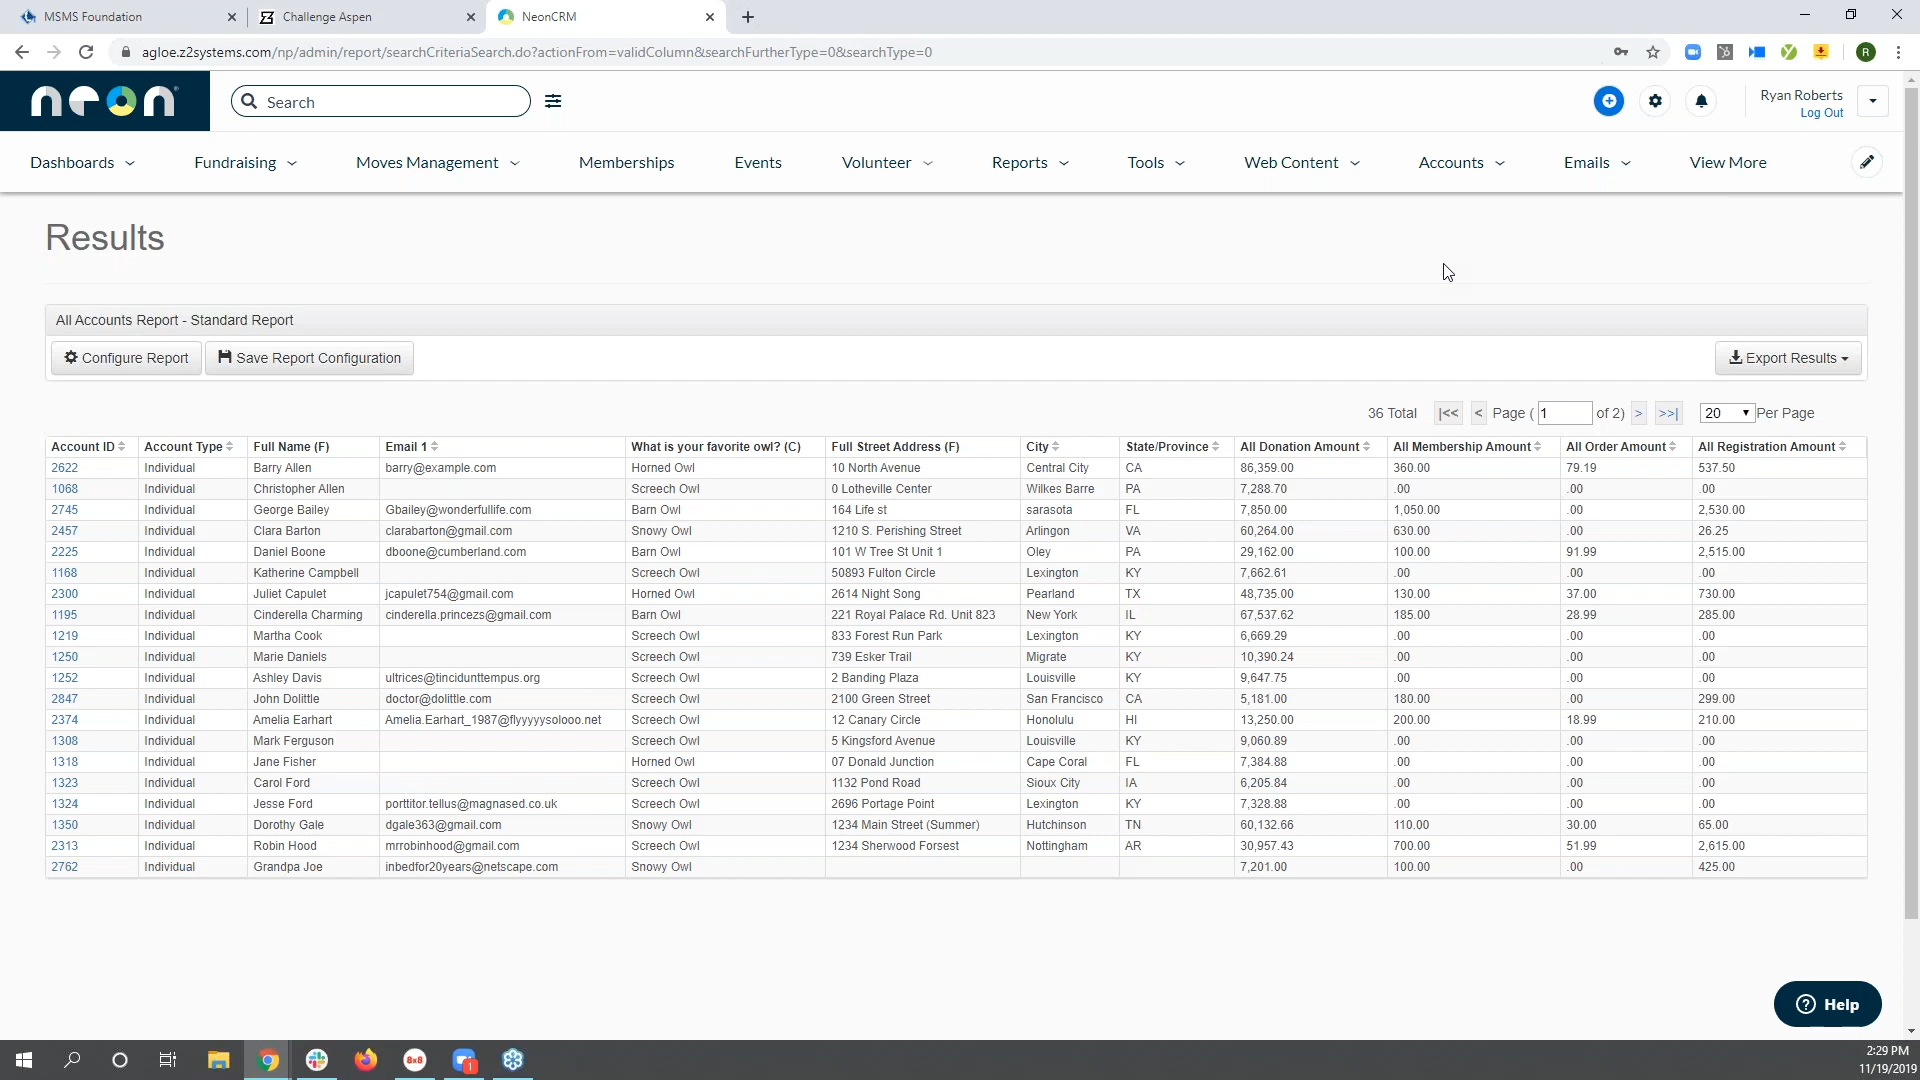 MSMS Foundation
Challenge Aspen
NeonCRM
agloe.z2systems.com/np/admin/report/searchCriteriaSearch.do?actionFrom=validColumn&searchFurtherType=0&searchType=0
R
neon
Search
Ryan Roberts
Log Out
Dashboards Fundraising Moves Management Memberships Events Volunteer Reports Tools Web Content Accounts Emails View More
Results
All Accounts Report - Standard Report
Configure Report Save Report Configuration Export Results
36 Total |<< < Page ( 1 of 2) > >>| 20 Per Page
Account ID Account Type Full Name (F) Email 1 What is your favorite owl? (C) Full Street Address (F) City State/Province All Donation Amount All Membership Amount All Order Amount All Registration Amount
2622 Individual Barry Allen barry@example.com Horned Owl 10 North Avenue Central City CA 86,359.00 360.00 79.19 537.50
1068 Individual Christopher Allen Screech Owl 0 Lotheville Center Wilkes Barre PA 7,288.70 .00 .00 .00
2745 Individual George Bailey Gbailey@wonderfullife.com Barn Owl 164 Life st sarasota FL 7,850.00 1,050.00 .00 2,530.00
2457 Individual Clara Barton clarabarton@gmail.com Snowy Owl 1210 S. Perishing Street Arlingon VA 60,264.00 630.00 .00 26.25
2225 Individual Daniel Boone dboone@cumberland.com Barn Owl 101 W Tree St Unit 1 Oley PA 29,162.00 100.00 91.99 2,515.00
1168 Individual Katherine Campbell Screech Owl 50893 Fulton Circle Lexington KY 7,662.61 .00 .00 .00
2300 Individual Juliet Capulet jcapulet754@gmail.com Horned Owl 2614 Night Song Pearland TX 48,735.00 130.00 37.00 730.00
1195 Individual Cinderella Charming cinderella.princezs@gmail.com Barn Owl 221 Royal Palace Rd. Unit 823 New York IL 67,537.62 185.00 28.99 285.00
1219 Individual Martha Cook Screech Owl 833 Forest Run Park Lexington KY 6,669.29 .00 .00 .00
1250 Individual Marie Daniels Screech Owl 739 Esker Trail Migrate KY 10,390.24 .00 .00 .00
1252 Individual Ashley Davis ultrices@tincidunttempus.org Screech Owl 2 Banding Plaza Louisville KY 9,647.75 .00 .00 .00
2847 Individual John Dolittle doctor@dolittle.com Screech Owl 2100 Green Street San Francisco CA 5,181.00 180.00 .00 299.00
2374 Individual Amelia Earhart Amelia.Earhart_1987@flyyyyysolooo.net Screech Owl 12 Canary Circle Honolulu HI 13,250.00 200.00 18.99 210.00
1308 Individual Mark Ferguson Screech Owl 5 Kingsford Avenue Louisville KY 9,060.89 .00 .00 .00
1318 Individual Jane Fisher Horned Owl 07 Donald Junction Cape Coral FL 7,384.88 .00 .00 .00
1323 Individual Carol Ford Screech Owl 1132 Pond Road Sioux City IA 6,205.84 .00 .00 .00
1324 Individual Jesse Ford porttitor.tellus@magnased.co.uk Screech Owl 2696 Portage Point Lexington KY 7,328.88 .00 .00 .00
1350 Individual Dorothy Gale dgale363@gmail.com Snowy Owl 1234 Main Street (Summer) Hutchinson TN 60,132.66 110.00 30.00 65.00
2313 Individual Robin Hood mrrobinhood@gmail.com Screech Owl 1234 Sherwood Forsest Nottingham AR 30,957.43 700.00 51.99 2,615.00
2762 Individual Grandpa Joe inbedfor20years@netscape.com Snowy Owl 7,201.00 100.00 .00 425.00
? Help
8x8
1
2:29 PM
11/19/2019